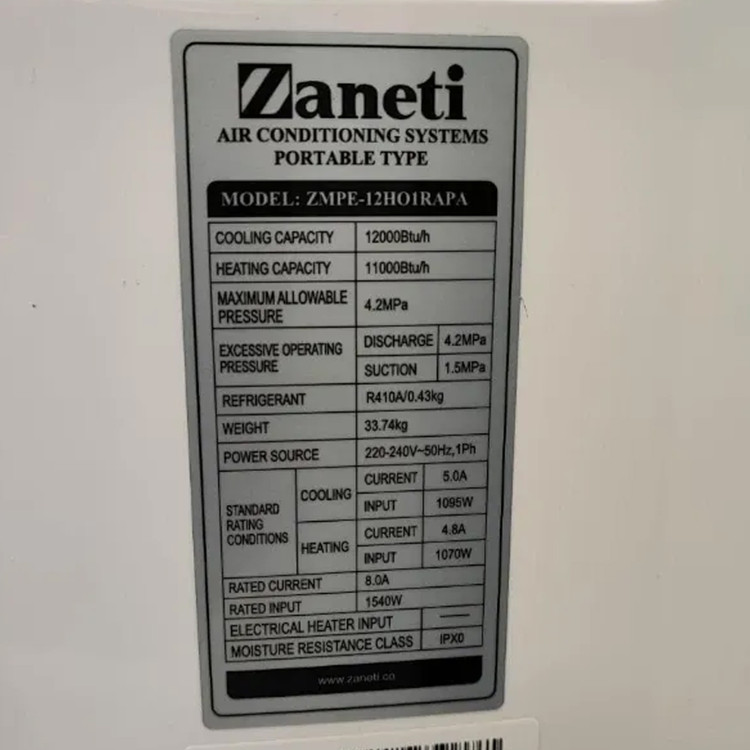 Zaneti
AIR CONDITIONING SYSTEMS
PORTABLE TYPE
MODEL: ZMPE-12HO1RAPA
COOLING CAPACITY 12000Btu/h
HEATING CAPACITY 11000Btu/h
MAXIMUM ALLOWABLE
PRESSURE 4.2MPa
EXCESSIVE OPERATING
PRESSURE
DISCHARGE 4.2MPa
SUCTION 1.5MPa
REFRIGERANT R410A/0.43kg
WEIGHT 33.74kg
POWER SOURCE 220-240V~50Hz,1Ph
STANDARD
RATING
CONDITIONS
COOLING
CURRENT 5.0A
INPUT 1095W
HEATING
CURRENT 4.8A
INPUT 1070W
RATED CURRENT 8.0A
RATED INPUT 1540W
ELECTRICAL HEATER INPUT —
MOISTURE RESISTANCE CLASS IPX0
www.zaneti.co